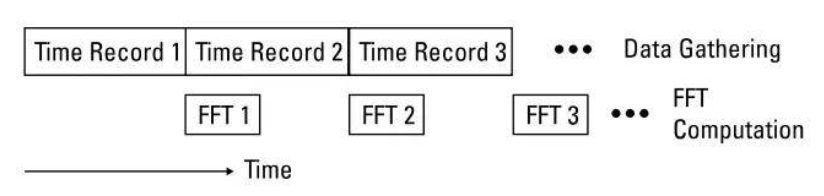 Time Record 1 Time Record 2 Time Record 3 ••• Data Gathering
FFT 1 FFT 2 FFT 3 ••• FFT
Computation
Time